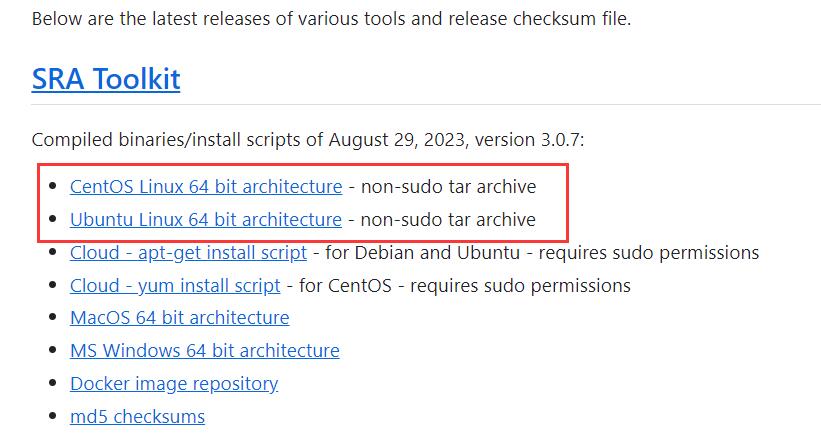 Below are the latest releases of various tools and release checksum file.
SRA Toolkit
Compiled binaries/install scripts of August 29, 2023, version 3.0.7:
• CentOS Linux 64 bit architecture - non-sudo tar archive
• Ubuntu Linux 64 bit architecture - non-sudo tar archive
• Cloud - apt-get install script - for Debian and Ubuntu - requires sudo permissions
• Cloud - yum install script - for CentOS - requires sudo permissions
• MacOS 64 bit architecture
• MS Windows 64 bit architecture
• Docker image repository
• md5 checksums